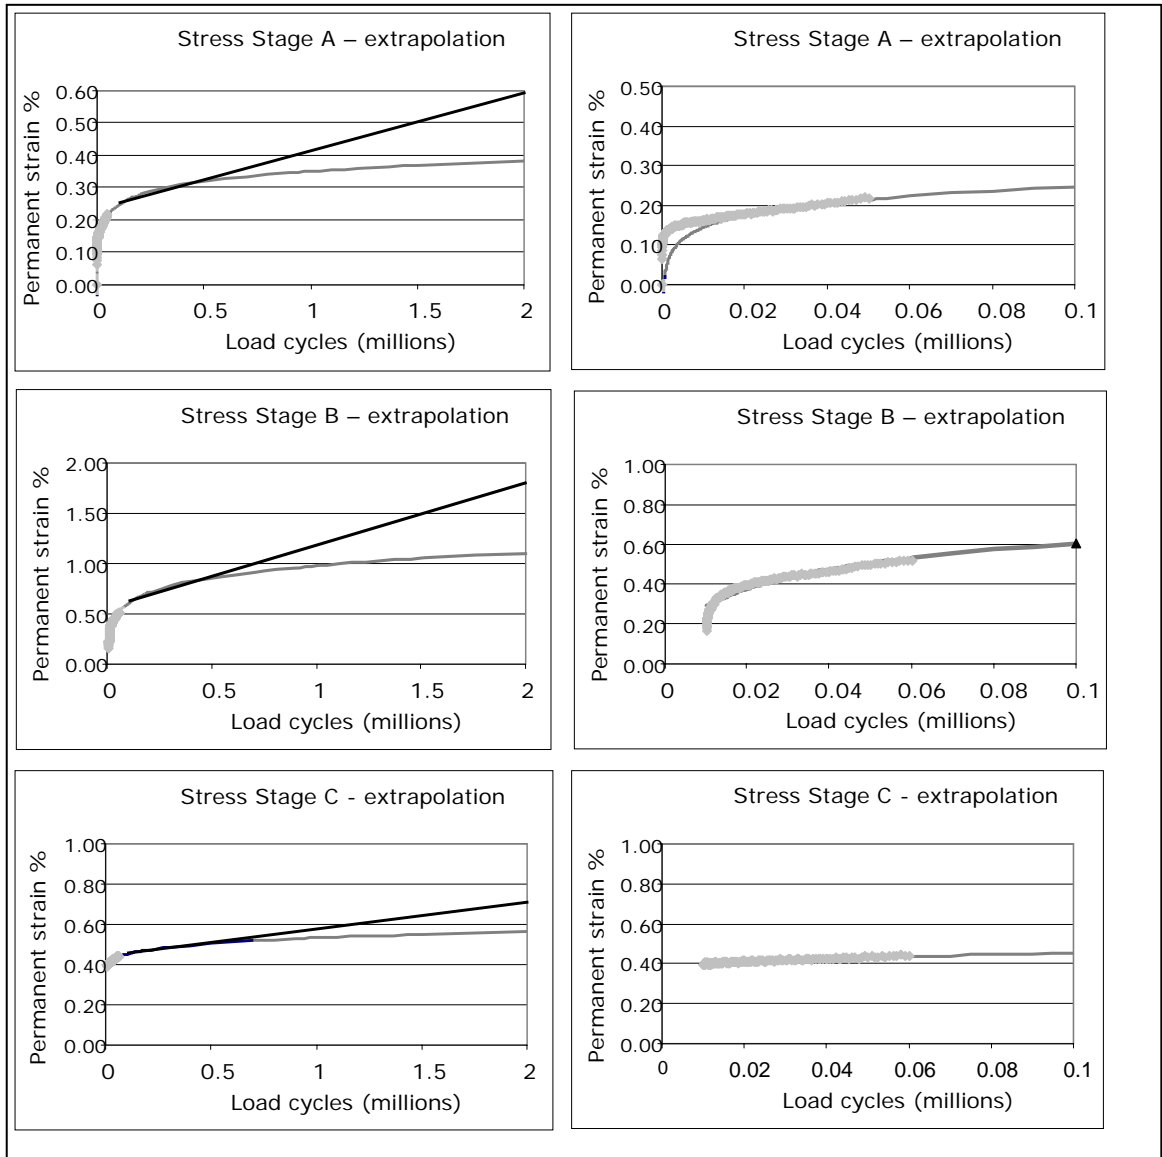 Stress Stage A – extrapolation
Permanent strain %
0.60
0.50
0.40
0.30
0.20
0.10
0.00
0 0.5 1 1.5 2
Load cycles (millions)
Stress Stage A – extrapolation
Permanent strain %
0.50
0.40
0.30
0.20
0.10
0.00
0 0.02 0.04 0.06 0.08 0.1
Load cycles (millions)
Stress Stage B – extrapolation
Permanent strain %
2.00
1.50
1.00
0.50
0.00
0 0.5 1 1.5 2
Load cycles (millions)
Stress Stage B – extrapolation
Permanent strain %
1.00
0.80
0.60
0.40
0.20
0.00
0 0.02 0.04 0.06 0.08 0.1
Load cycles (millions)
Stress Stage C - extrapolation
Permanent strain %
1.00
0.80
0.60
0.40
0.20
0.00
0 0.5 1 1.5 2
Load cycles (millions)
Stress Stage C - extrapolation
Permanent strain %
1.00
0.80
0.60
0.40
0.20
0.00
0 0.02 0.04 0.06 0.08 0.1
Load cycles (millions)